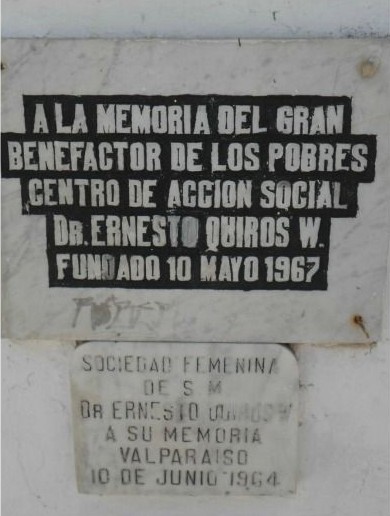 A LA MEMORIA DEL GRAN
BENEFACTOR DE LOS POBRES
CENTRO DE ACCION SOCIAL
DR. ERNESTO QUIROS W.
FUNDADO 10 MAYO 1967
SOCIEDAD FEMENINA
DE S M
DR ERNESTO QUIROS W
A SU MEMORIA
VALPARAISO
10 DE JUNIO 1964